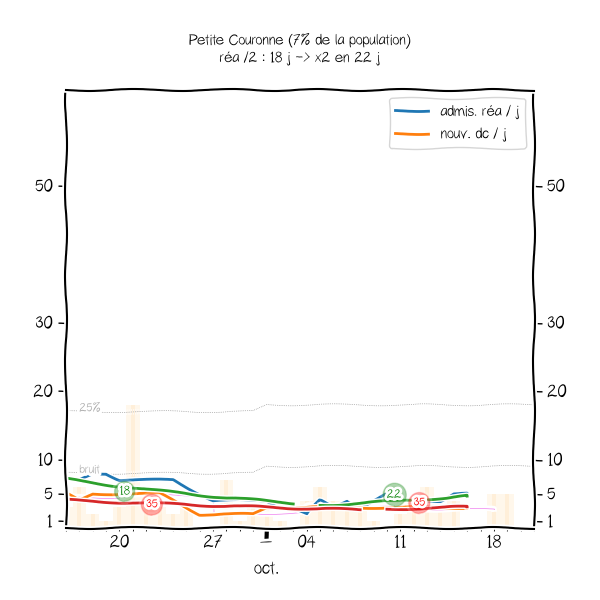 Petite Couronne (7% de la population)
réa /2 : 18 j -> x2 en 22 j
admis. réa / j
nouv. dc / j
50 50
30 30
20 20
25%
10 10
bruit
5 5
18 35 22 35
1 1
20 27 04 11 18
oct.